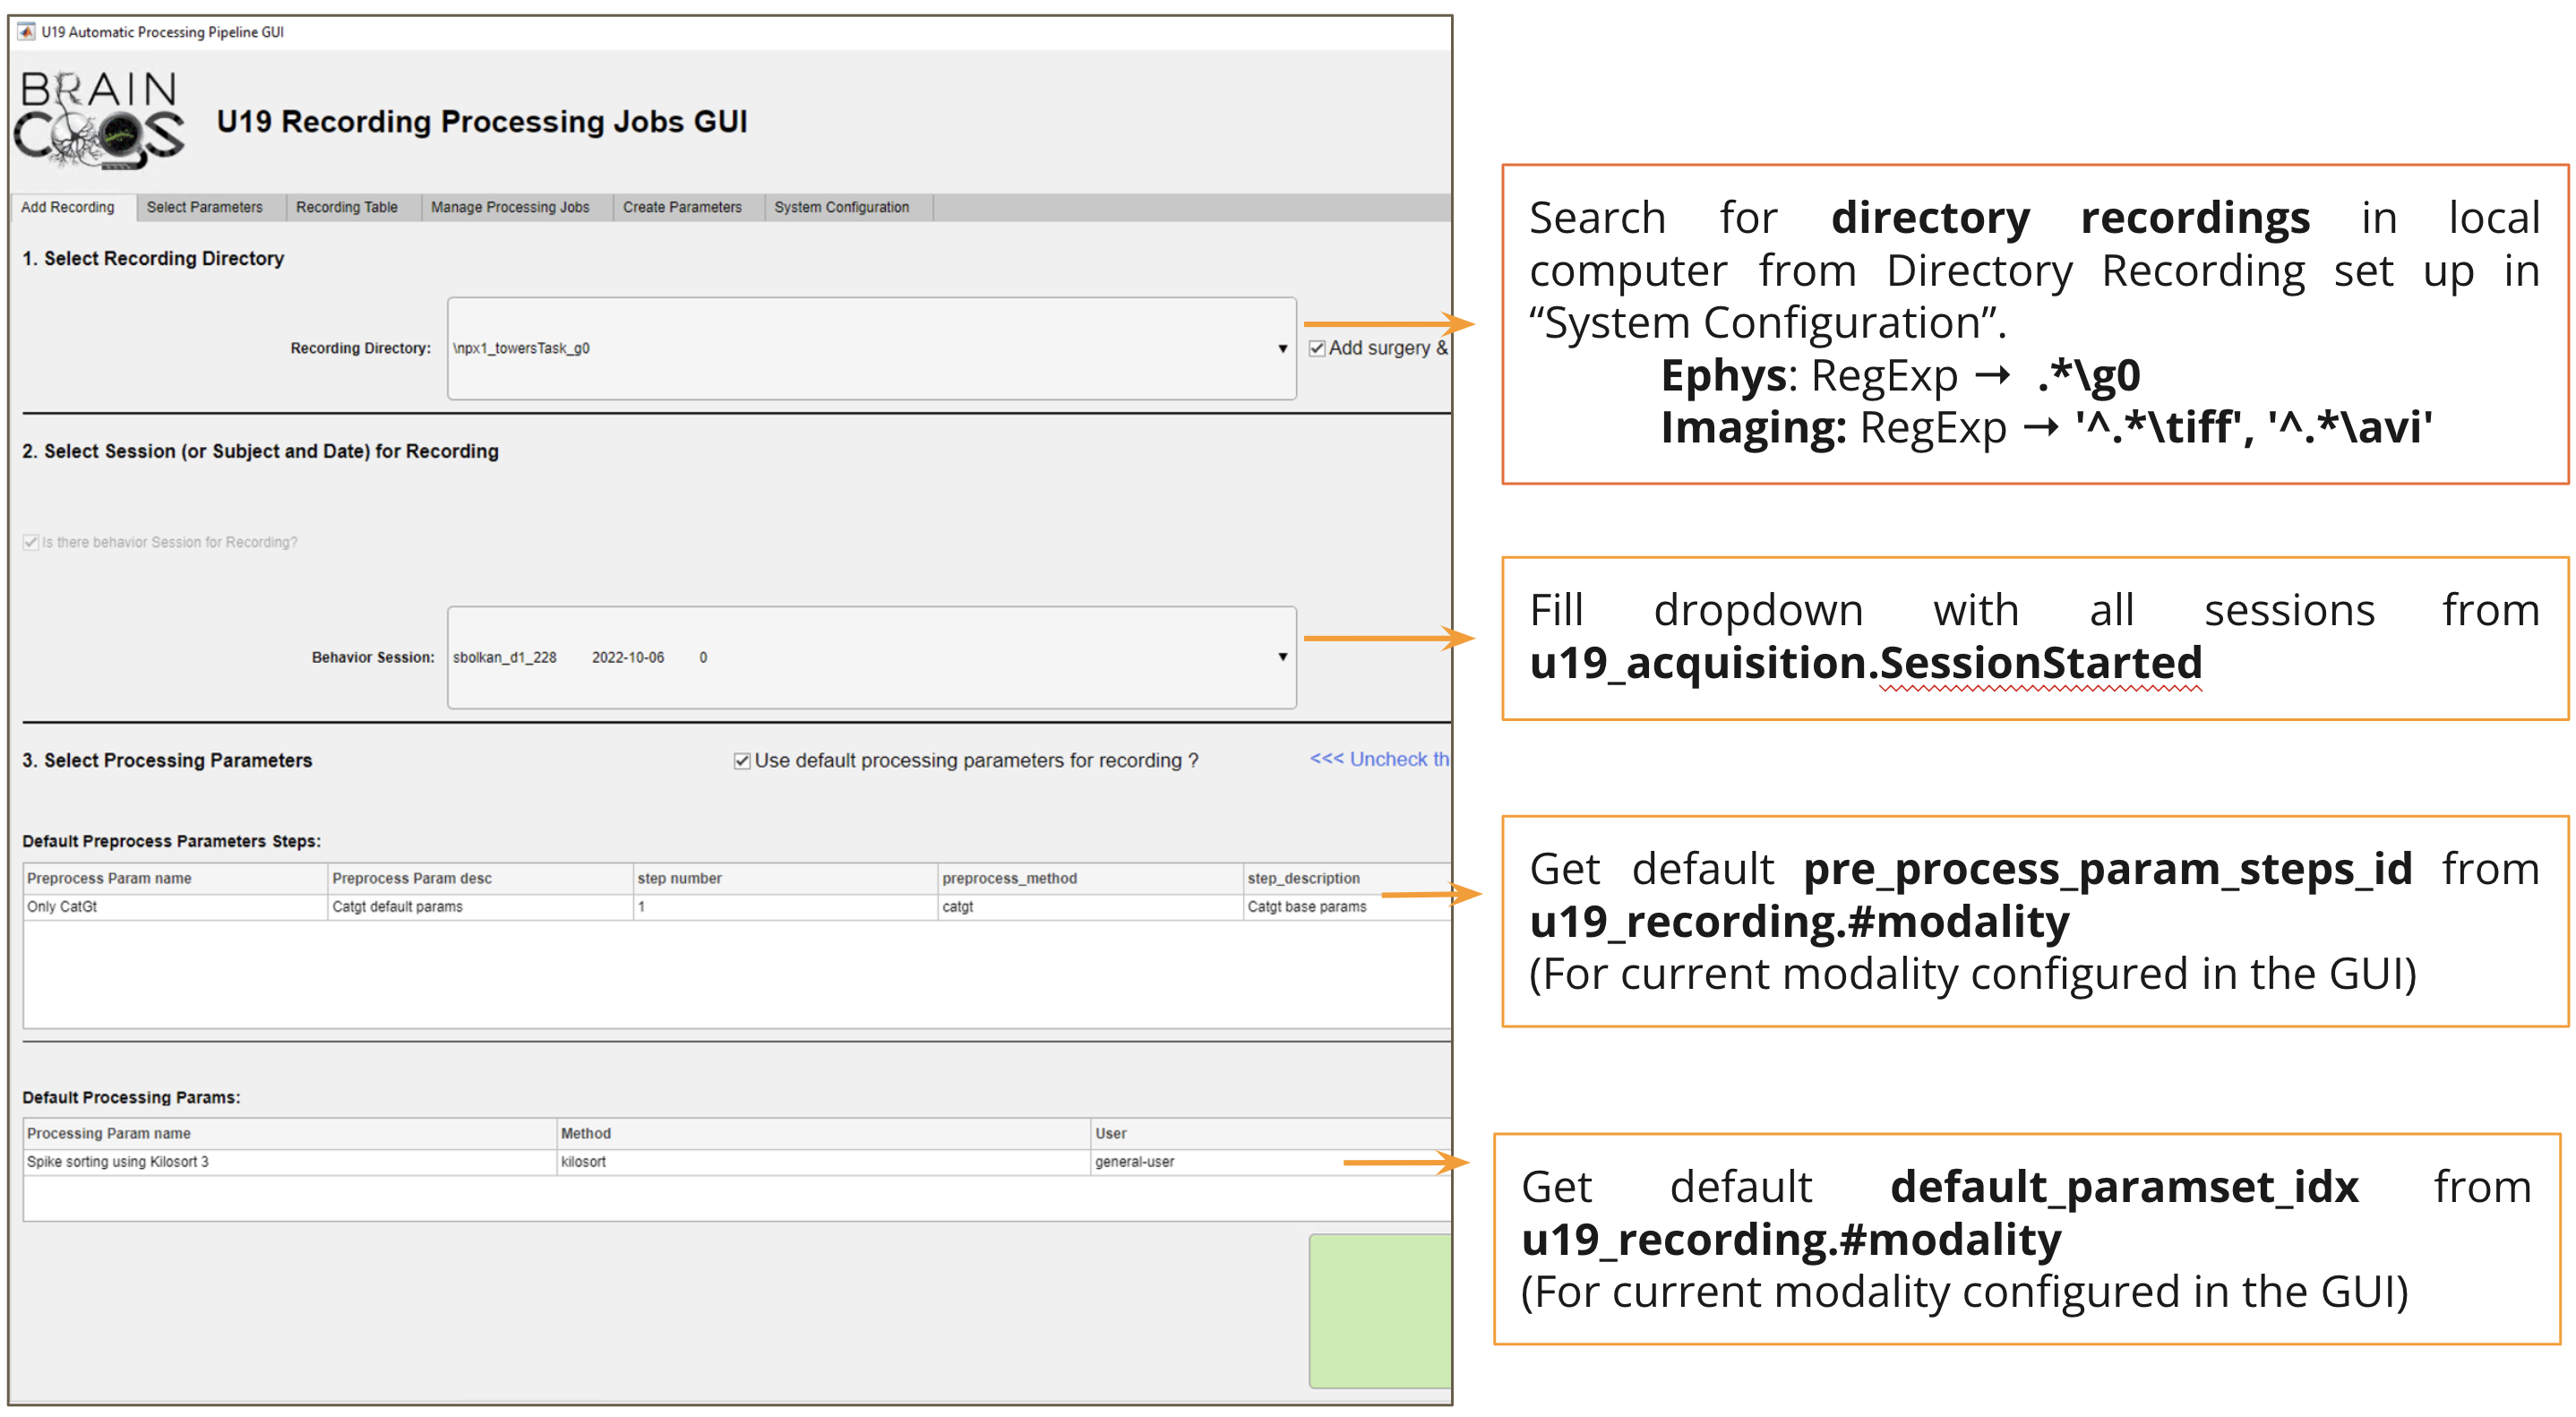 U19 Automatic Processing Pipeline GUI
BRAIN
COGS
U19 Recording Processing Jobs GUI
Add Recording Select Parameters Recording Table Manage Processing Jobs Create Parameters System Configuration
1. Select Recording Directory
Recording Directory: \npx1_towersTask_g0
Add surgery &
2. Select Session (or Subject and Date) for Recording
Is there behavior Session for Recording?
Behavior Session: sbolkan_d1_228 2022-10-06 0
3. Select Processing Parameters
Use default processing parameters for recording ?
<<< Uncheck th
Default Preprocess Parameters Steps:
Preprocess Param name Preprocess Param desc step number preprocess_method step_description
Only CatGt Catgt default params 1 catgt Catgt base params
Default Processing Params:
Processing Param name Method User
Spike sorting using Kilosort 3 kilosort general-user
Search for directory recordings in local
computer from Directory Recording set up in
“System Configuration”.
Ephys: RegExp → .*\g0
Imaging: RegExp → '^.*\tiff', '^.*\avi'
Fill dropdown with all sessions from
u19_acquisition.SessionStarted
Get default pre_process_param_steps_id from
u19_recording.#modality
(For current modality configured in the GUI)
Get default default_paramset_idx from
u19_recording.#modality
(For current modality configured in the GUI)